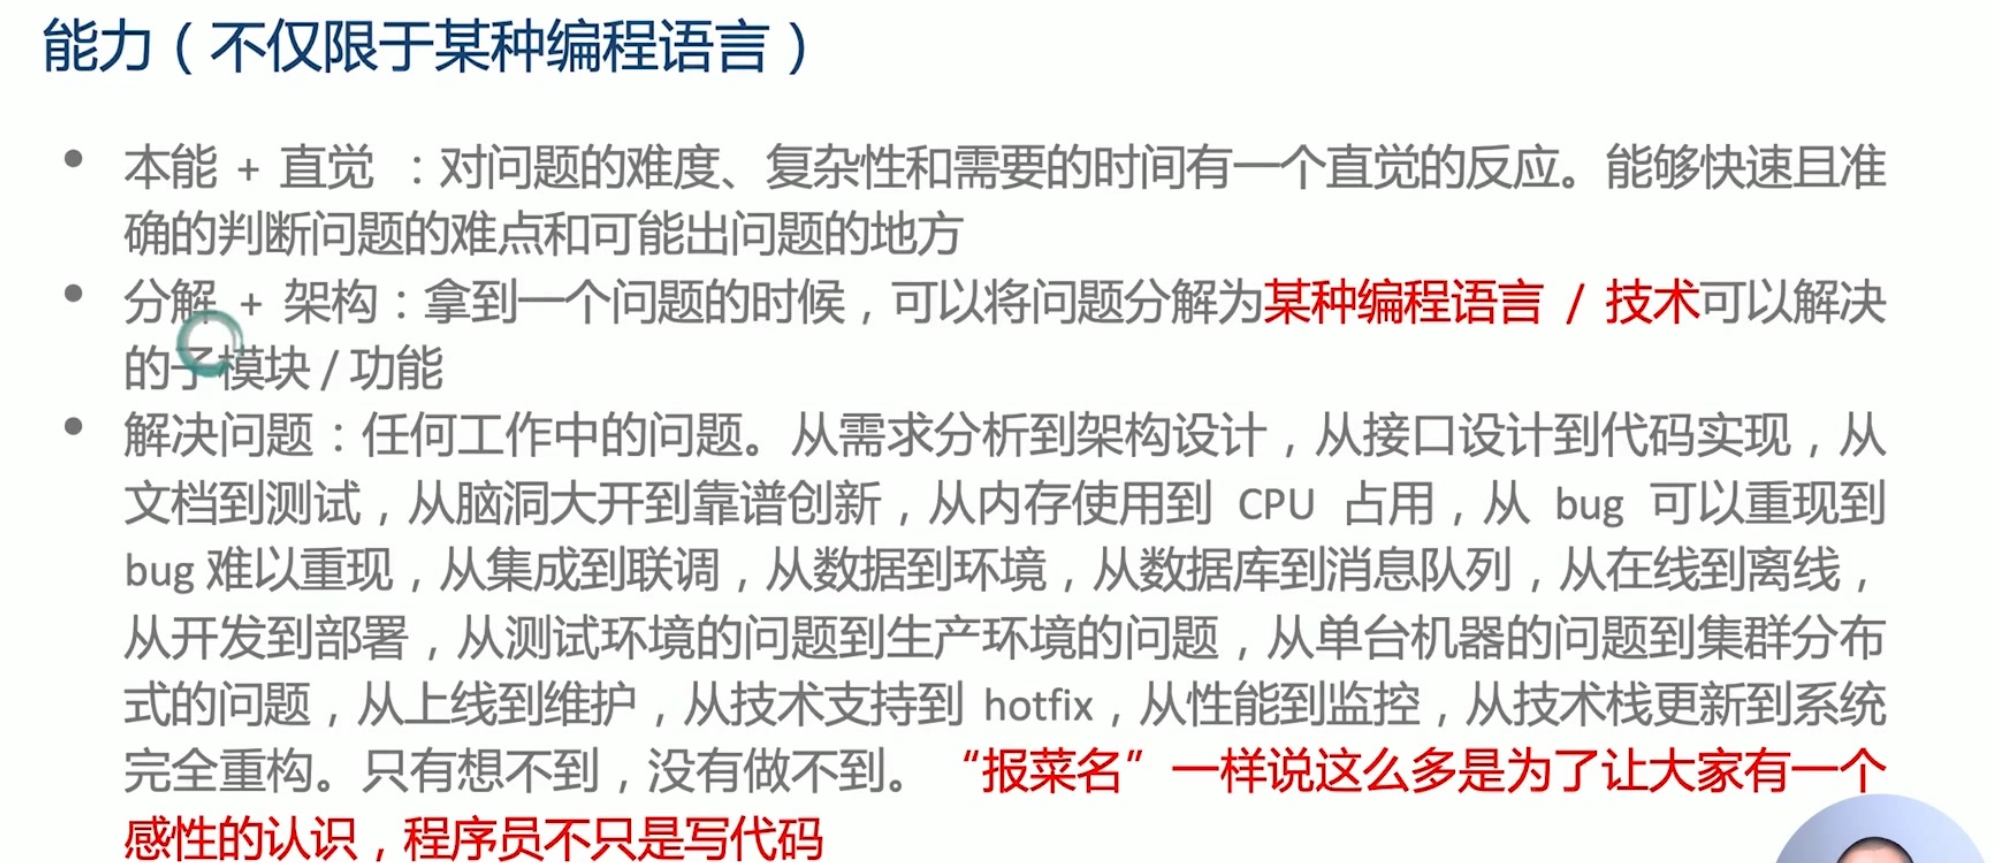 能力（不仅限于某种编程语言）
• 本能 + 直觉 ：对问题的难度、复杂性和需要的时间有一个直觉的反应。能够快速且准
确的判断问题的难点和可能出问题的地方
• 分解 + 架构：拿到一个问题的时候，可以将问题分解为某种编程语言 / 技术可以解决
的子模块 / 功能
• 解决问题：任何工作中的问题。从需求分析到架构设计，从接口设计到代码实现，从
文档到测试，从脑洞大开到靠谱创新，从内存使用到 CPU 占用，从 bug 可以重现到
bug 难以重现，从集成到联调，从数据到环境，从数据库到消息队列，从在线到离线，
从开发到部署，从测试环境的问题到生产环境的问题，从单台机器的问题到集群分布
式的问题，从上线到维护，从技术支持到 hotfix，从性能到监控，从技术栈更新到系统
完全重构。只有想不到，没有做不到。 “报菜名”一样说这么多是为了让大家有一个
感性的认识，程序员不只是写代码